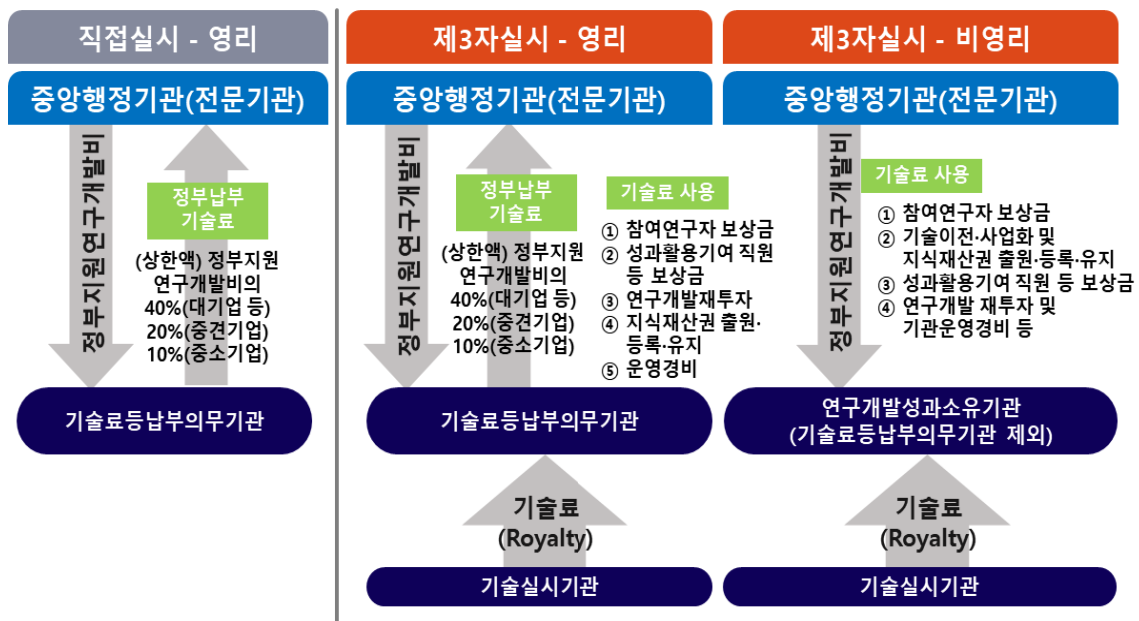 직접실시 - 영리
중앙행정기관(전문기관)
정부지원연구개발비
정부납부
기술료
(상한액) 정부지원
연구개발비의
40%(대기업 등)
20%(중견기업)
10%(중소기업)
기술료등납부의무기관
제3자실시 - 영리
중앙행정기관(전문기관)
정부지원연구개발비
정부납부
기술료
(상한액) 정부지원
연구개발비의
40%(대기업 등)
20%(중견기업)
10%(중소기업)
기술료 사용
① 참여연구자 보상금
② 성과활용기여 직원
등 보상금
③ 연구개발재투자
④ 지식재산권 출원·
등록·유지
⑤ 운영경비
기술료등납부의무기관
기술료
(Royalty)
기술실시기관
제3자실시 - 비영리
중앙행정기관(전문기관)
정부지원연구개발비
기술료 사용
① 참여연구자 보상금
② 기술이전·사업화 및
지식재산권 출원·등록·유지
③ 성과활용기여 직원 등 보상금
④ 연구개발 재투자 및
기관운영경비 등
연구개발성과소유기관
(기술료등납부의무기관 제외)
기술료
(Royalty)
기술실시기관